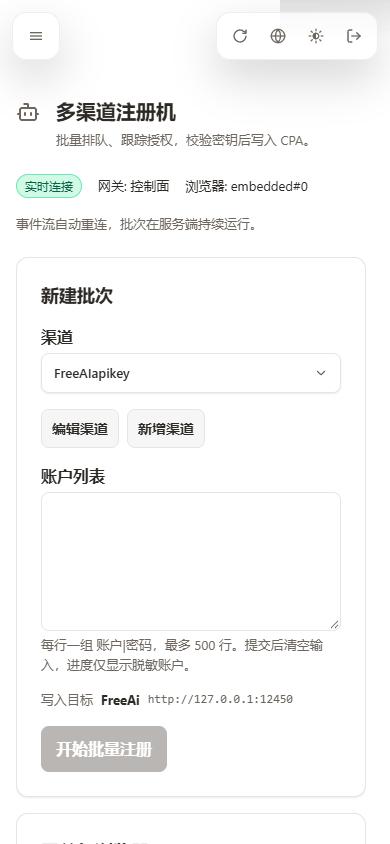 多渠道注册机
批量排队、跟踪授权，校验密钥后写入 CPA。
实时连接 网关: 控制面 浏览器: embedded#0
事件流自动重连，批次在服务端持续运行。
新建批次
渠道
FreeAIapikey
编辑渠道 新增渠道
账户列表
每行一组 账户|密码，最多 500 行。提交后清空输
入，进度仅显示脱敏账户。
写入目标 FreeAi http://127.0.0.1:12450
开始批量注册